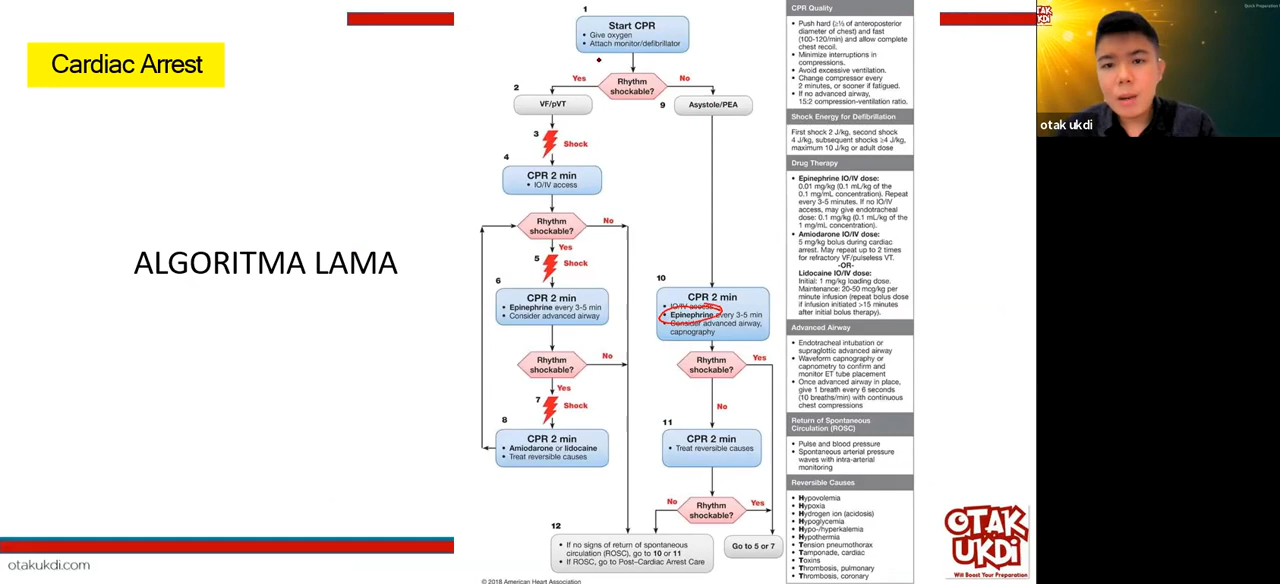 Cardiac Arrest
ALGORITMA LAMA
otakukdi.com
1
Start CPR
• Give oxygen
• Attach monitor/defibrillator
Yes
Rhythm
shockable?
No
2
VF/pVT
9
Asystole/PEA
3
Shock
4
CPR 2 min
• IO/IV access
Rhythm
shockable?
No
Yes
5
Shock
6
CPR 2 min
• Epinephrine every 3-5 min
• Consider advanced airway
Rhythm
shockable?
No
Yes
7
Shock
8
CPR 2 min
• Amiodarone or lidocaine
• Treat reversible causes
10
CPR 2 min
• IO/IV access
• Epinephrine every 3-5 min
• Consider advanced airway,
capnography
Rhythm
shockable?
Yes
No
11
CPR 2 min
• Treat reversible causes
No
Rhythm
shockable?
Yes
12
• If no signs of return of spontaneous
circulation (ROSC), go to 10 or 11
• If ROSC, go to Post–Cardiac Arrest Care
Go to 5 or 7
© 2018 American Heart Association
CPR Quality
• Push hard (≥⅓ of anteroposterior
diameter of chest) and fast
(100-120/min) and allow complete
chest recoil.
• Minimize interruptions in
compressions.
• Avoid excessive ventilation.
• Change compressor every
2 minutes, or sooner if fatigued.
• If no advanced airway,
15:2 compression-ventilation ratio.
Shock Energy for Defibrillation
First shock 2 J/kg, second shock
4 J/kg, subsequent shocks ≥4 J/kg,
maximum 10 J/kg or adult dose
Drug Therapy
• Epinephrine IO/IV dose:
0.01 mg/kg (0.1 mL/kg of the
0.1 mg/mL concentration). Repeat
every 3-5 minutes. If no IO/IV
access, may give endotracheal
dose: 0.1 mg/kg (0.1 mL/kg of the
1 mg/mL concentration).
• Amiodarone IO/IV dose:
5 mg/kg bolus during cardiac
arrest. May repeat up to 2 times
for refractory VF/pulseless VT.
-OR-
Lidocaine IO/IV dose:
Initial: 1 mg/kg loading dose.
Maintenance: 20-50 mcg/kg per
minute infusion (repeat bolus dose
if infusion initiated >15 minutes
after initial bolus therapy).
Advanced Airway
• Endotracheal intubation or
supraglottic advanced airway
• Waveform capnography or
capnometry to confirm and
monitor ET tube placement
• Once advanced airway in place,
give 1 breath every 6 seconds
(10 breaths/min) with continuous
chest compressions
Return of Spontaneous
Circulation (ROSC)
• Pulse and blood pressure
• Spontaneous arterial pressure
waves with intra-arterial
monitoring
Reversible Causes
• Hypovolemia
• Hypoxia
• Hydrogen ion (acidosis)
• Hypoglycemia
• Hypo-/hyperkalemia
• Hypothermia
• Tension pneumothorax
• Tamponade, cardiac
• Toxins
• Thrombosis, pulmonary
• Thrombosis, coronary
OTAK
UKDI
Will Boost Your Preparation
OTAK
UKDI
Quick Preparation
otak ukdi